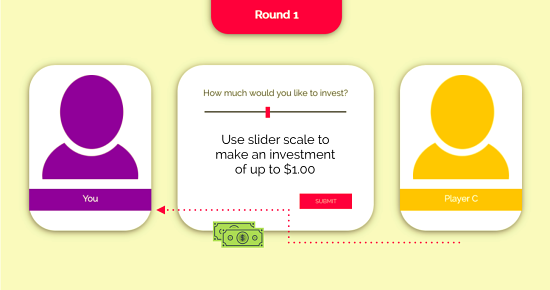 Round 1
How much would you like to invest?
Use slider scale to
make an investment
of up to $1.00
SUBMIT
You
Player C
$